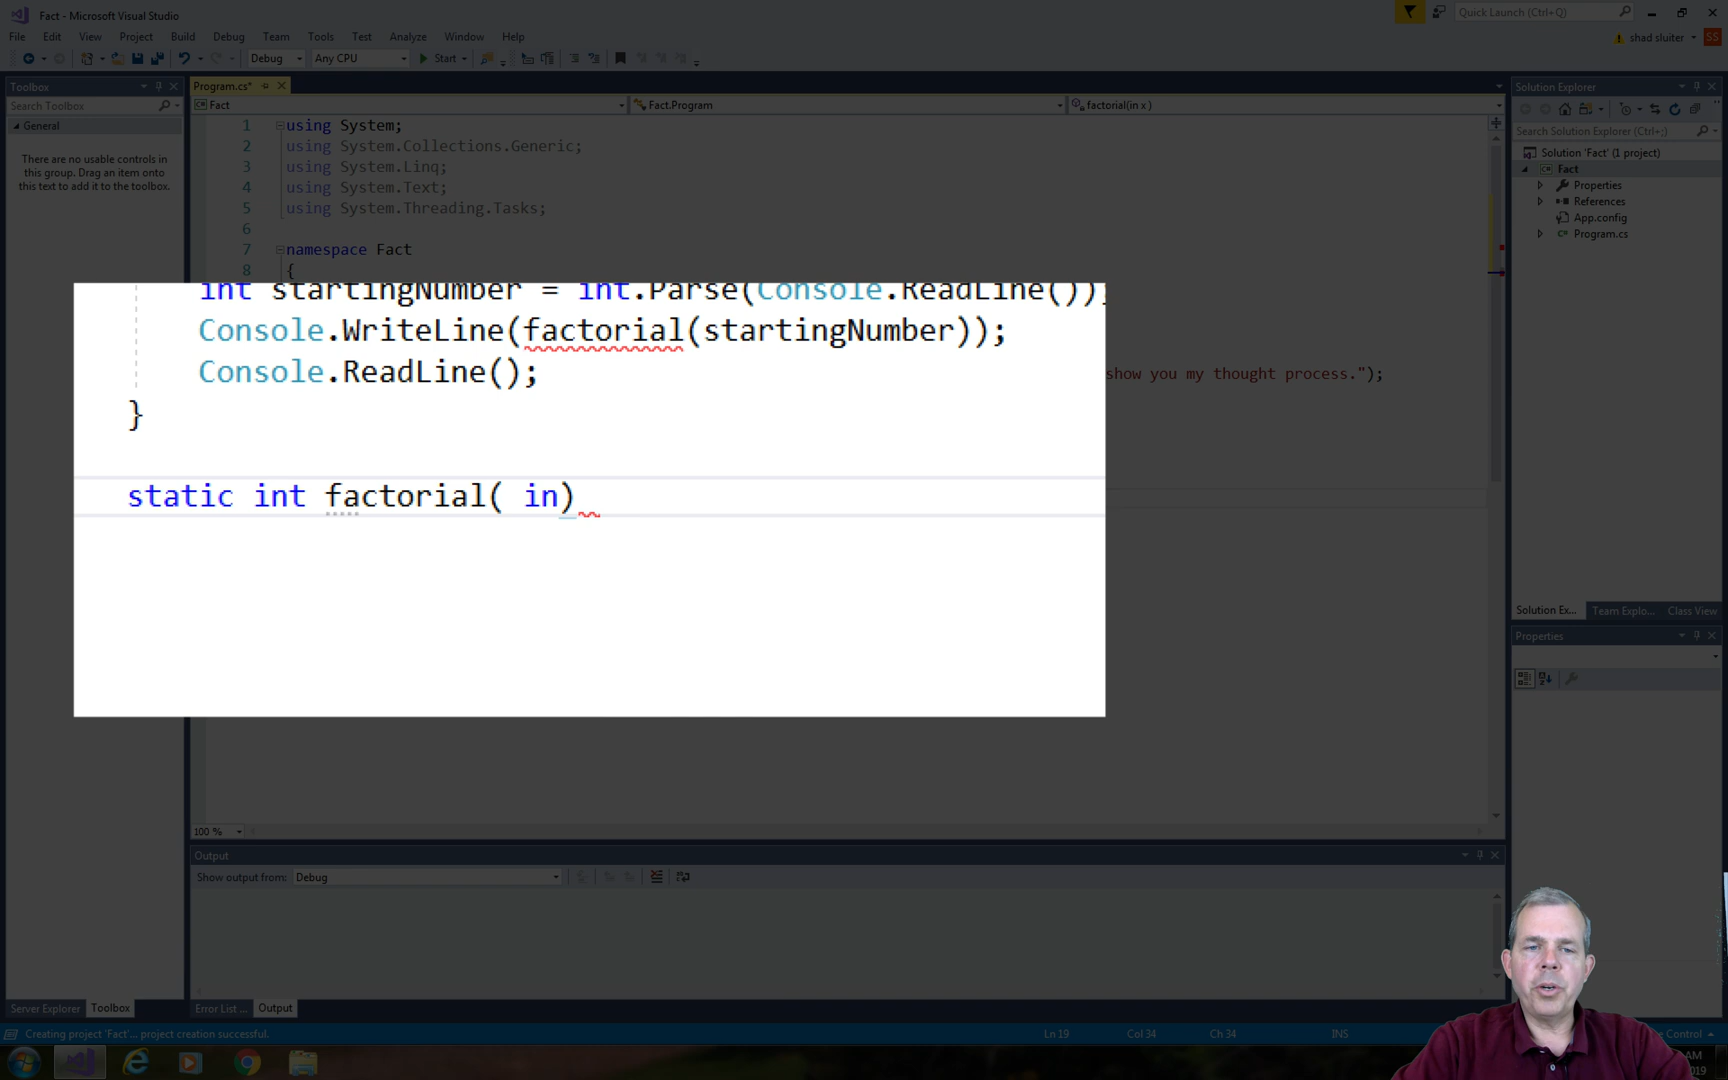 Fact - Microsoft Visual Studio
Quick Launch (Ctrl+Q)
File Edit View Project Build Debug Team Tools Test Analyze Window Help
shad sluiter SS
Debug Any CPU Start
Toolbox
Program.cs*
Solution Explorer
Search Toolbox
Fact
Fact.Program
factorial(in x )
General
There are no usable controls in
this group. Drag an item onto
this text to add it to the toolbox.
Search Solution Explorer (Ctrl+;)
Solution 'Fact' (1 project)
Fact
Properties
References
App.config
Program.cs
1 using System;
2 using System.Collections.Generic;
3 using System.Linq;
4 using System.Text;
5 using System.Threading.Tasks;
6
7 namespace Fact
8 {
int startingNumber = int.Parse(Console.ReadLine());
Console.WriteLine(factorial(startingNumber));
Console.ReadLine();
show you my thought process.");
}
static int factorial( in)
Solution Ex... Team Explo... Class View
Properties
100 %
Output
Show output from: Debug
Server Explorer Toolbox
Error List ... Output
Creating project 'Fact'... project creation successful.
Ln 19 Col 34 Ch 34 INS
Control
AM
019